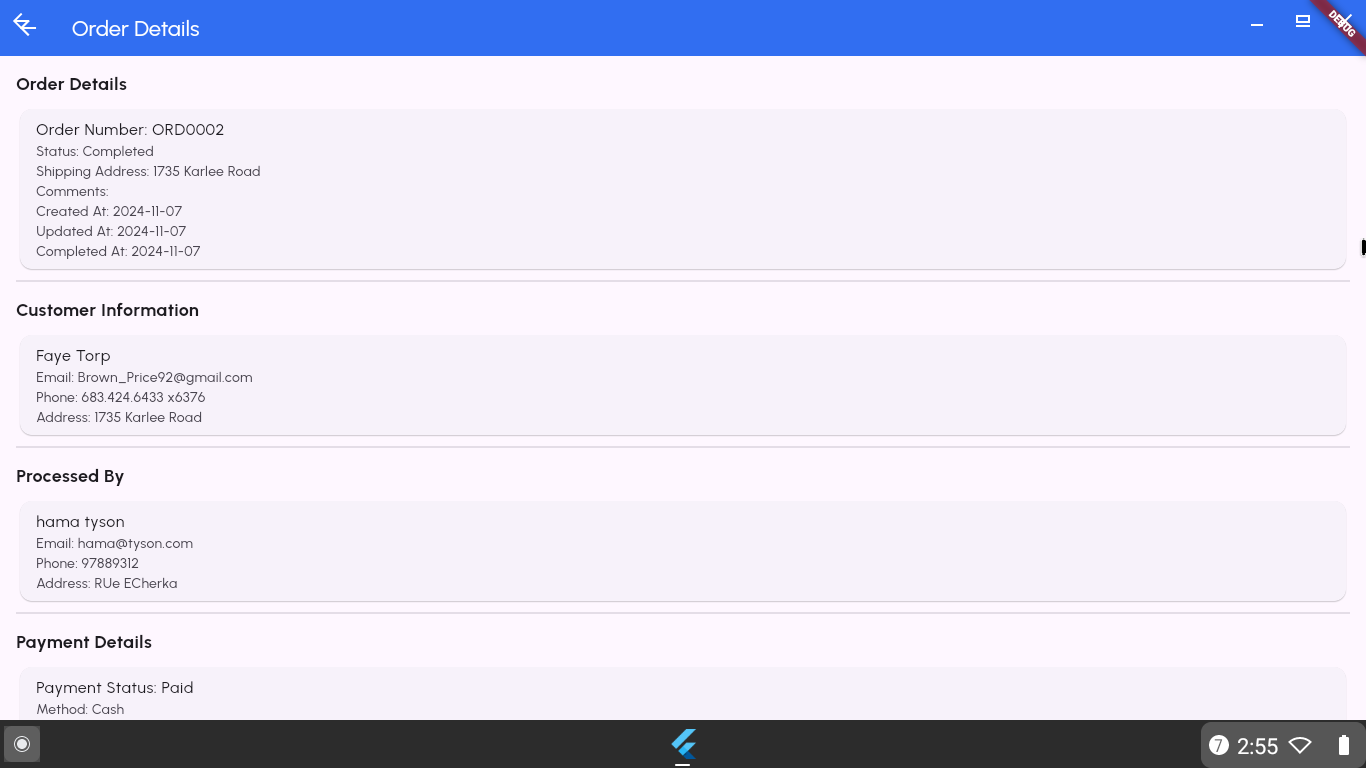 Order Details
DEBUG
Order Details
Order Number: ORD0002
Status: Completed
Shipping Address: 1735 Karlee Road
Comments:
Created At: 2024-11-07
Updated At: 2024-11-07
Completed At: 2024-11-07
Customer Information
Faye Torp
Email: Brown_Price92@gmail.com
Phone: 683.424.6433 x6376
Address: 1735 Karlee Road
Processed By
hama tyson
Email: hama@tyson.com
Phone: 97889312
Address: RUe ECherka
Payment Details
Payment Status: Paid
Method: Cash
7 2:55